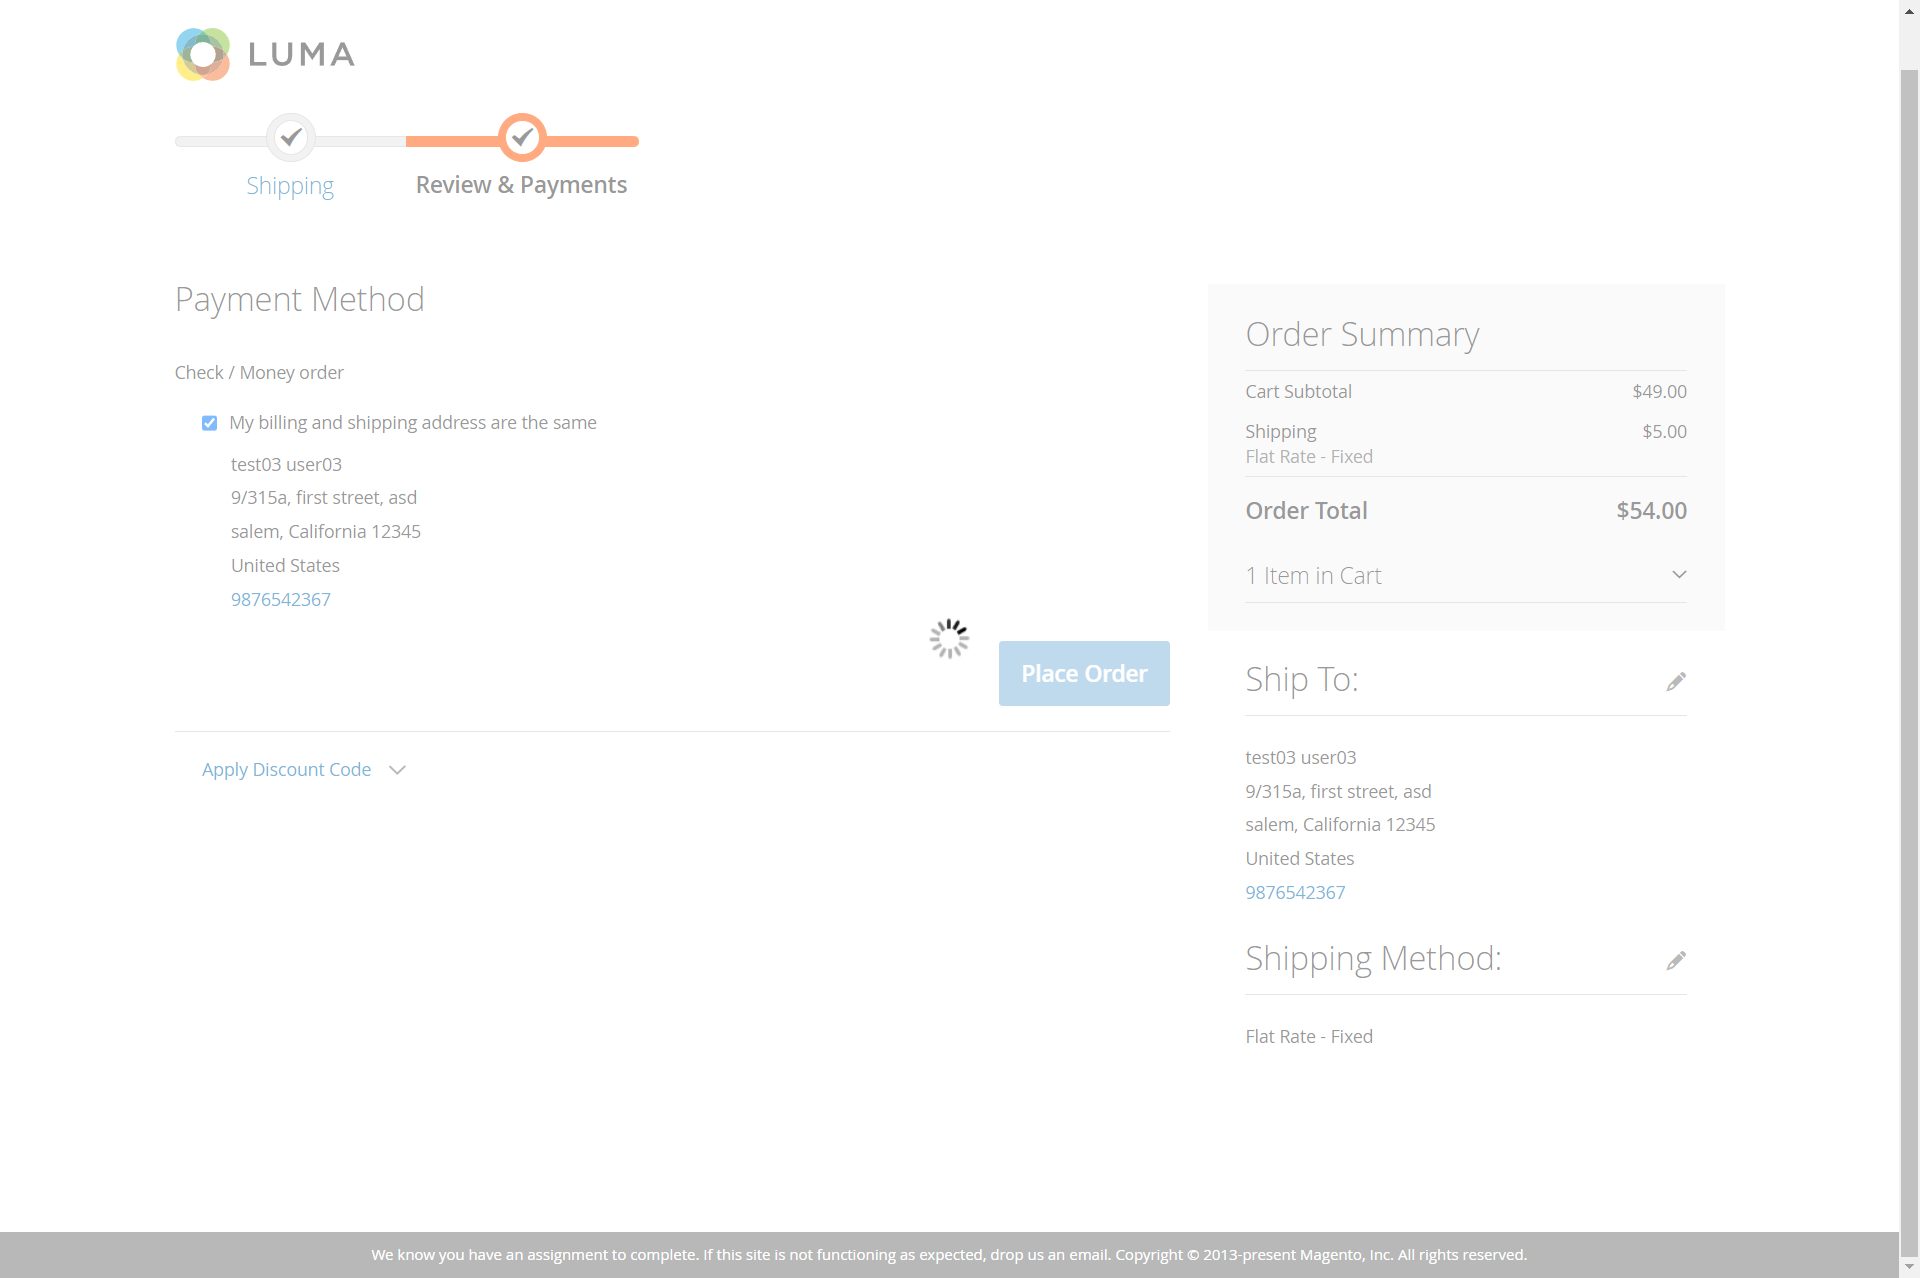 LUMA
Shipping
Review & Payments
Payment Method
Check / Money order
My billing and shipping address are the same
test03 user03
9/315a, first street, asd
salem, California 12345
United States
9876542367
Place Order
Apply Discount Code
Order Summary
Cart Subtotal $49.00
Shipping $5.00
Flat Rate - Fixed
Order Total $54.00
1 Item in Cart
Ship To:
test03 user03
9/315a, first street, asd
salem, California 12345
United States
9876542367
Shipping Method:
Flat Rate - Fixed
We know you have an assignment to complete. If this site is not functioning as expected, drop us an email. Copyright © 2013-present Magento, Inc. All rights reserved.